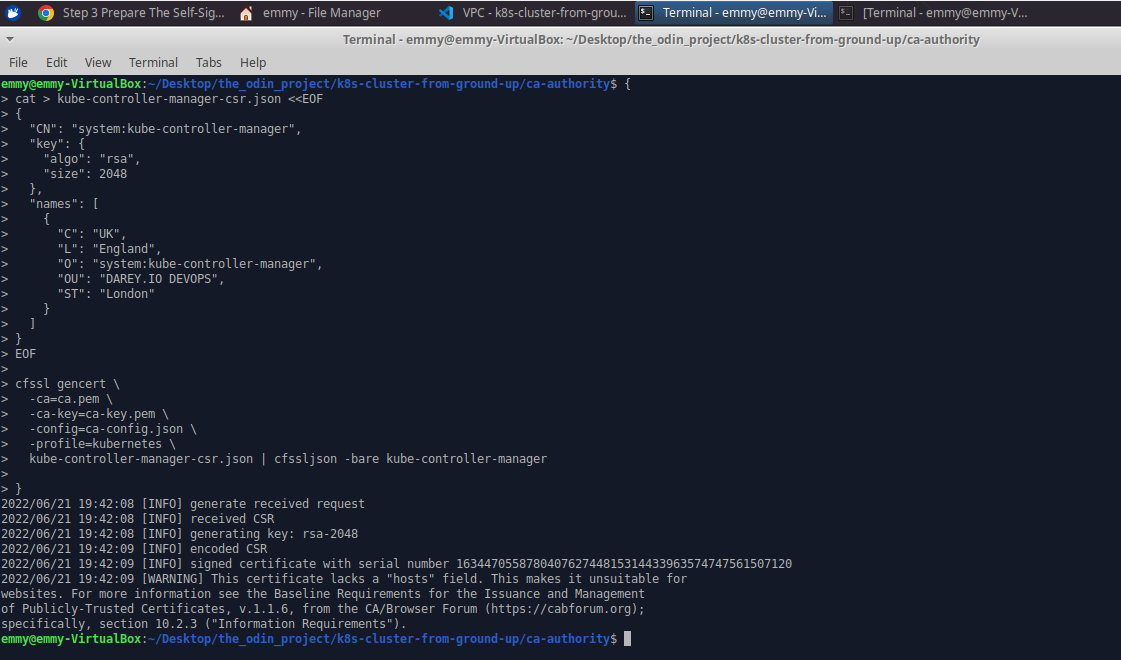 Step 3 Prepare The Self-Sig... emmy - File Manager VPC - k8s-cluster-from-grou... Terminal - emmy@emmy-Vi... [Terminal - emmy@emmy-V...
Terminal - emmy@emmy-VirtualBox: ~/Desktop/the_odin_project/k8s-cluster-from-ground-up/ca-authority
File Edit View Terminal Tabs Help
emmy@emmy-VirtualBox:~/Desktop/the_odin_project/k8s-cluster-from-ground-up/ca-authority$ {
> cat > kube-controller-manager-csr.json <<EOF
> {
>   "CN": "system:kube-controller-manager",
>   "key": {
>     "algo": "rsa",
>     "size": 2048
>   },
>   "names": [
>     {
>       "C": "UK",
>       "L": "England",
>       "O": "system:kube-controller-manager",
>       "OU": "DAREY.IO DEVOPS",
>       "ST": "London"
>     }
>   ]
> }
> EOF
>
> cfssl gencert \
>   -ca=ca.pem \
>   -ca-key=ca-key.pem \
>   -config=ca-config.json \
>   -profile=kubernetes \
>   kube-controller-manager-csr.json | cfssljson -bare kube-controller-manager
>
> }
2022/06/21 19:42:08 [INFO] generate received request
2022/06/21 19:42:08 [INFO] received CSR
2022/06/21 19:42:08 [INFO] generating key: rsa-2048
2022/06/21 19:42:09 [INFO] encoded CSR
2022/06/21 19:42:09 [INFO] signed certificate with serial number 163447055878040762744815314433963574747561507120
2022/06/21 19:42:09 [WARNING] This certificate lacks a "hosts" field. This makes it unsuitable for
websites. For more information see the Baseline Requirements for the Issuance and Management
of Publicly-Trusted Certificates, v.1.1.6, from the CA/Browser Forum (https://cabforum.org);
specifically, section 10.2.3 ("Information Requirements").
emmy@emmy-VirtualBox:~/Desktop/the_odin_project/k8s-cluster-from-ground-up/ca-authority$